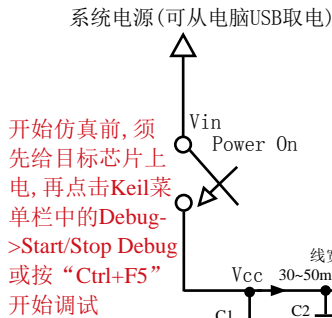 系统电源(可从电脑USB取电)
Vin
Power On
开始仿真前,须
先给目标芯片上
电,再点击Keil菜
单栏中的Debug-
>Start/Stop Debug
或按“Ctrl+F5”
开始调试
线宽
Vcc
30~50m
C1
C2